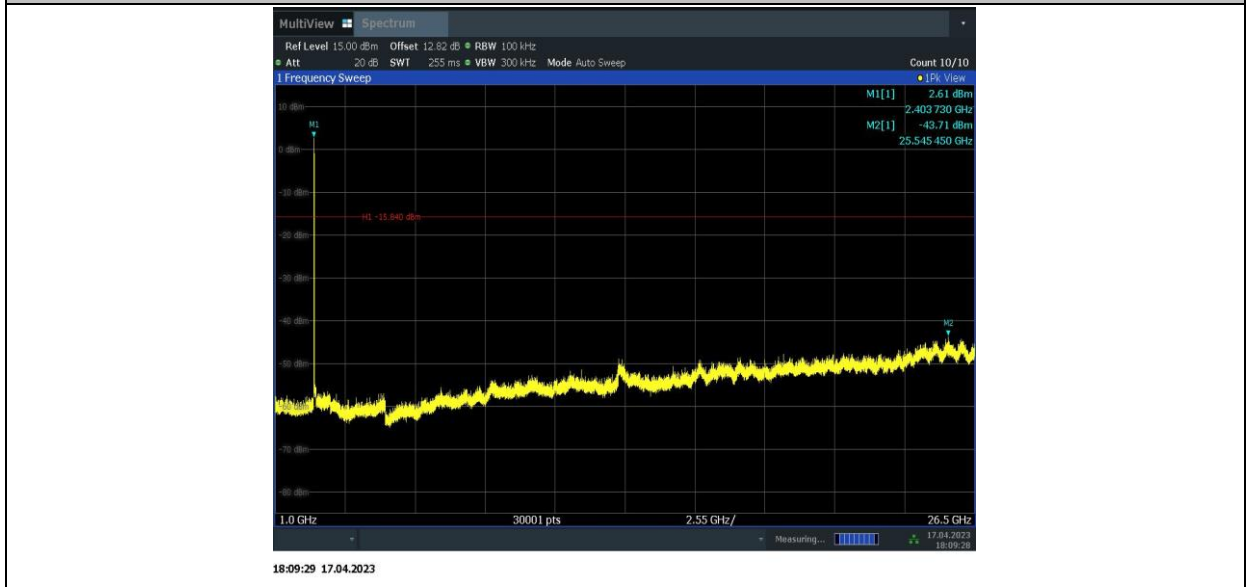 MultiView Spectrum
Ref Level 15.00 dBm Offset 12.82 dB RBW 100 kHz
Att 20 dB SWT 255 ms VBW 300 kHz Mode Auto Sweep Count 10/10
1 Frequency Sweep 1Pk View
M1[1] 2.61 dBm
10 dBm 2.403 730 GHz
M1 M2[1] -43.71 dBm
0 dBm 25.545 450 GHz
-10 dBm
H1 -15.840 dBm
-20 dBm
-30 dBm
-40 dBm M2
-50 dBm
-60 dBm
-70 dBm
-80 dBm
1.0 GHz 30001 pts 2.55 GHz/ 26.5 GHz
Measuring... 17.04.2023
18:09:28
18:09:29 17.04.2023